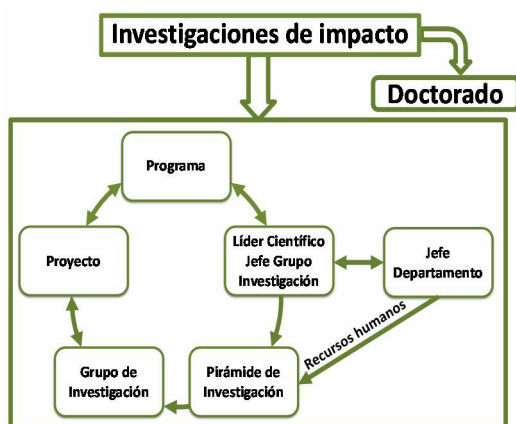 Investigaciones de impacto
Doctorado
Programa
Proyecto
Líder Científico
Jefe Grupo
Investigación
Jefe
Departamento
Recursos humanos
Grupo de
Investigación
Pirámide de
Investigación